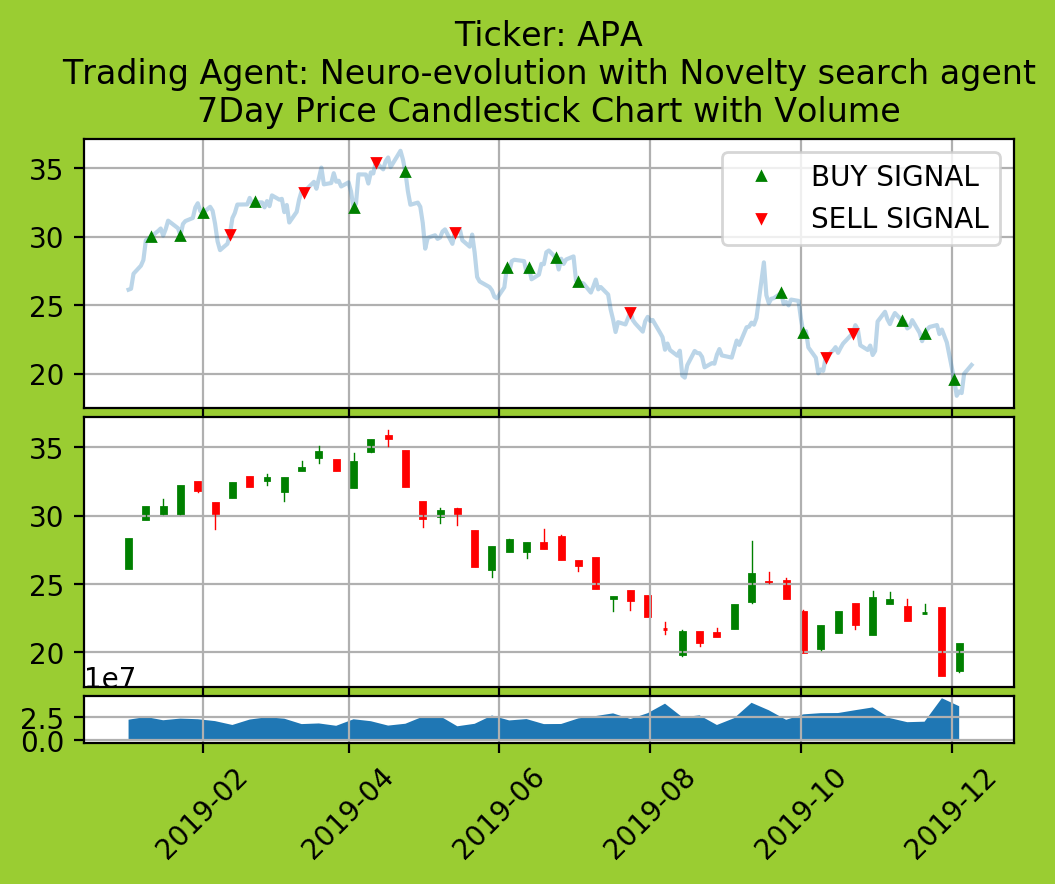 Ticker: APA
Trading Agent: Neuro-evolution with Novelty search agent
7Day Price Candlestick Chart with Volume
35
30
25
20
BUY SIGNAL
SELL SIGNAL
35
30
25
20
1e7
2.5
0.0
2019-02
2019-04
2019-06
2019-08
2019-10
2019-12